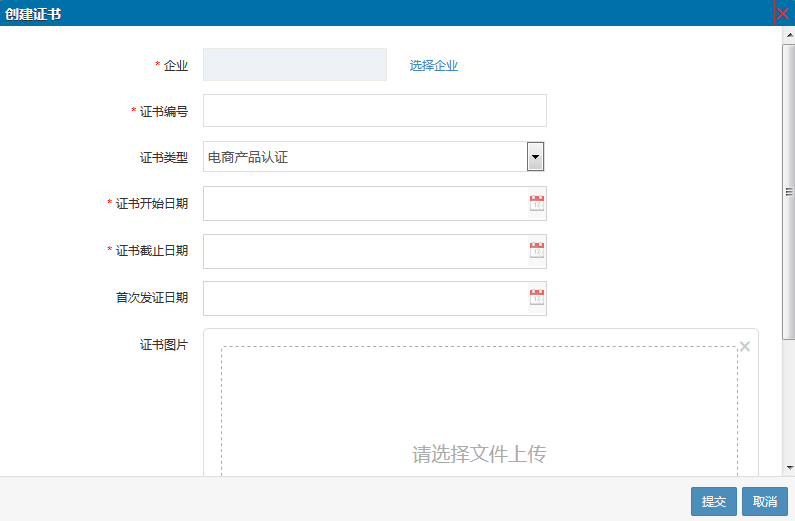 创建证书
* 企业 选择企业
* 证书编号
证书类型 电商产品认证
* 证书开始日期
* 证书截止日期
首次发证日期
证书图片
请选择文件上传
提交 取消